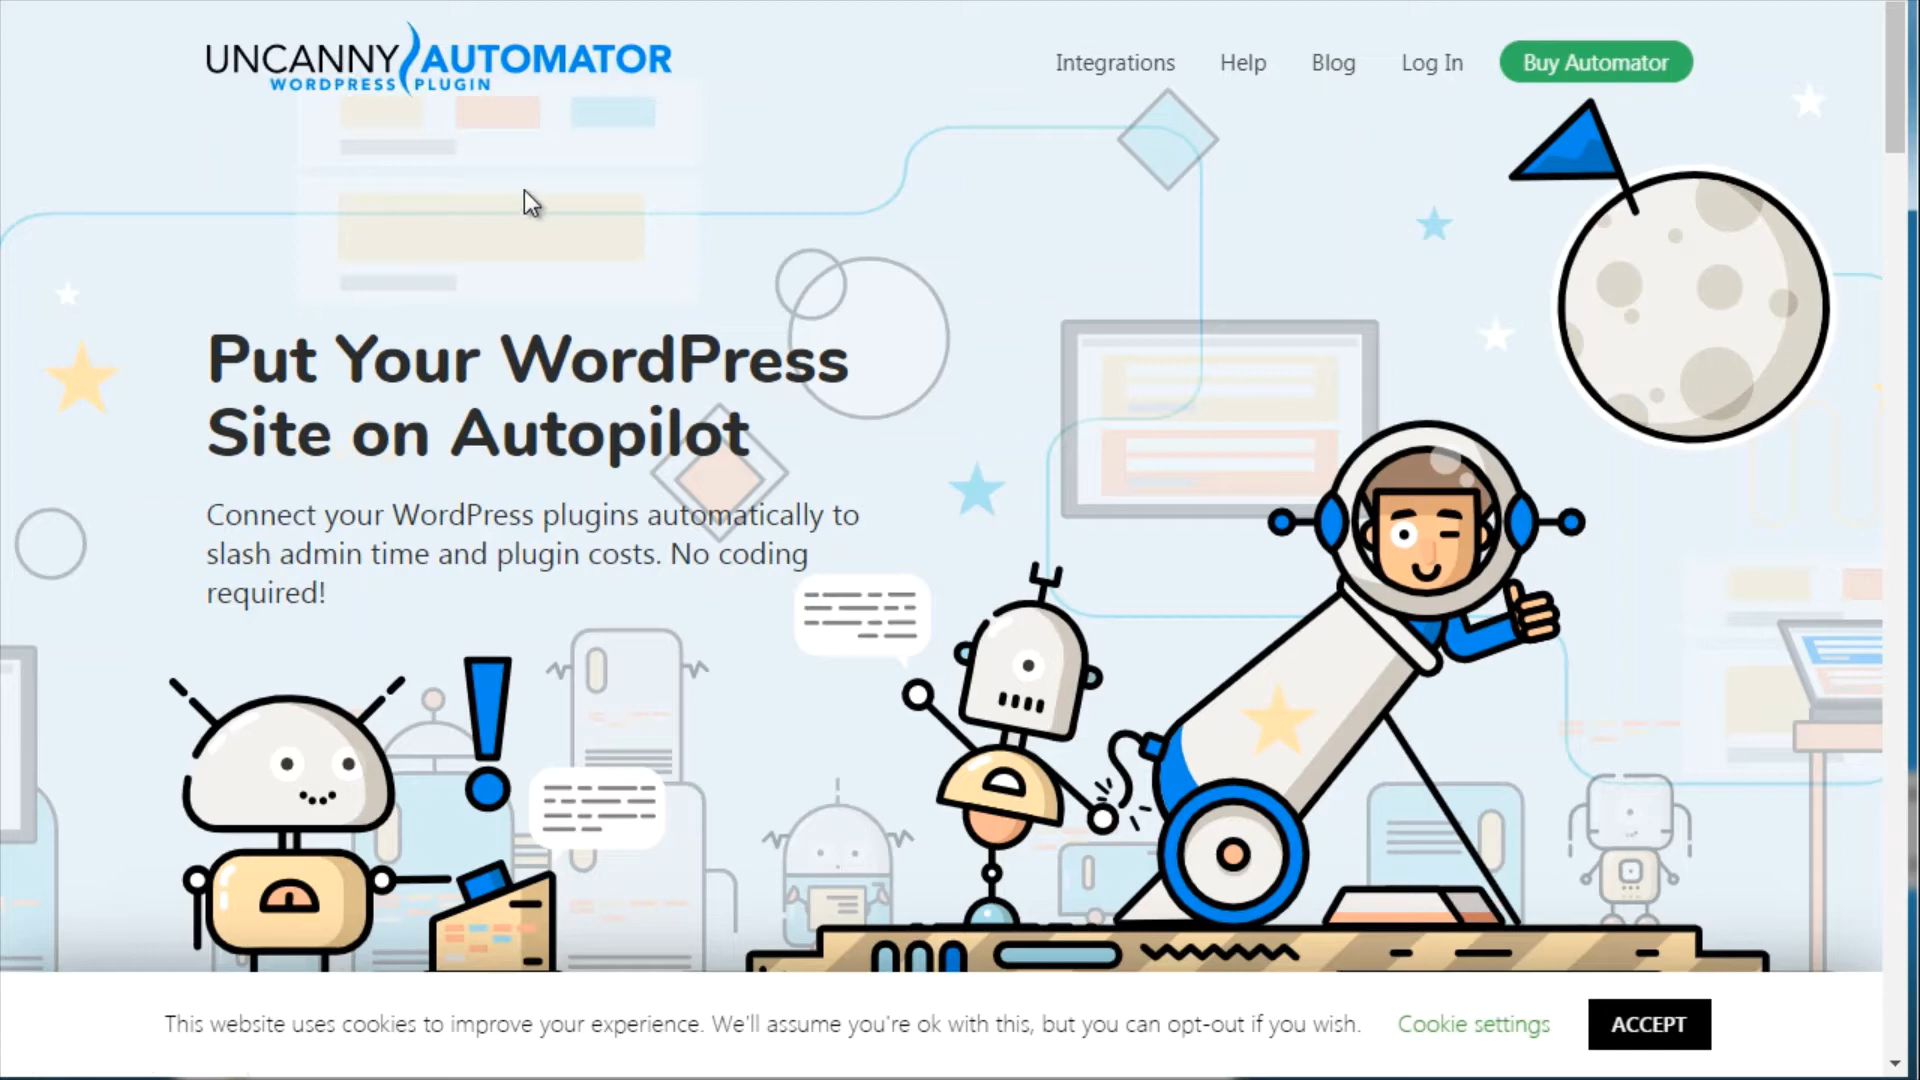 UNCANNY AUTOMATOR
WORDPRESS PLUGIN
Integrations
Help
Blog
Log In
Buy Automator
Put Your WordPress
Site on Autopilot
Connect your WordPress plugins automatically to
slash admin time and plugin costs. No coding
required!
This website uses cookies to improve your experience. We'll assume you're ok with this, but you can opt-out if you wish.
Cookie settings
ACCEPT